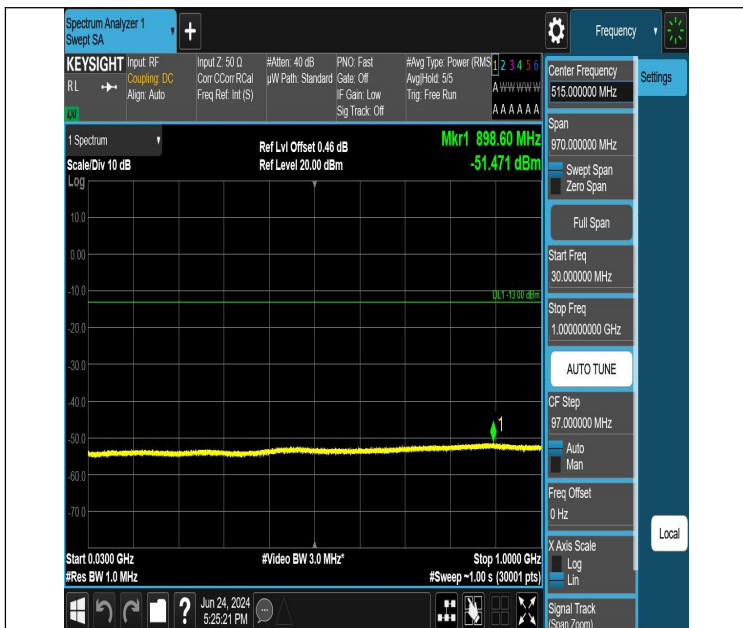 Spectrum Analyzer 1
Swept SA
+
Frequency
KEYSIGHT
RL
LXI
Input: RF
Coupling: DC
Align: Auto
Input Z: 50 Ω
Corr CCorr RCal
Freq Ref: Int (S)
#Atten: 40 dB
µW Path: Standard
PNO: Fast
Gate: Off
IF Gain: Low
Sig Track: Off
#Avg Type: Power (RMS
Avg|Hold: 5/5
Trig: Free Run
1 2 3 4 5 6
A W W W W W
A A A A A A
1 Spectrum
Scale/Div 10 dB
Log
Ref Lvl Offset 0.46 dB
Ref Level 20.00 dBm
Mkr1 898.60 MHz
-51.471 dBm
10.0
0.00
-10.0
DL1 -13.00 dBm
-20.0
-30.0
-40.0
1
-50.0
-60.0
-70.0
Start 0.0300 GHz
#Video BW 3.0 MHz*
Stop 1.0000 GHz
#Res BW 1.0 MHz
#Sweep ~1.00 s (30001 pts)
?
Jun 24, 2024
5:25:21 PM
Center Frequency
515.000000 MHz
Settings
Span
970.000000 MHz
Swept Span
Zero Span
Full Span
Start Freq
30.000000 MHz
Stop Freq
1.000000000 GHz
AUTO TUNE
CF Step
97.000000 MHz
Auto
Man
Freq Offset
0 Hz
Local
X Axis Scale
Log
Lin
Signal Track
(Span Zoom)